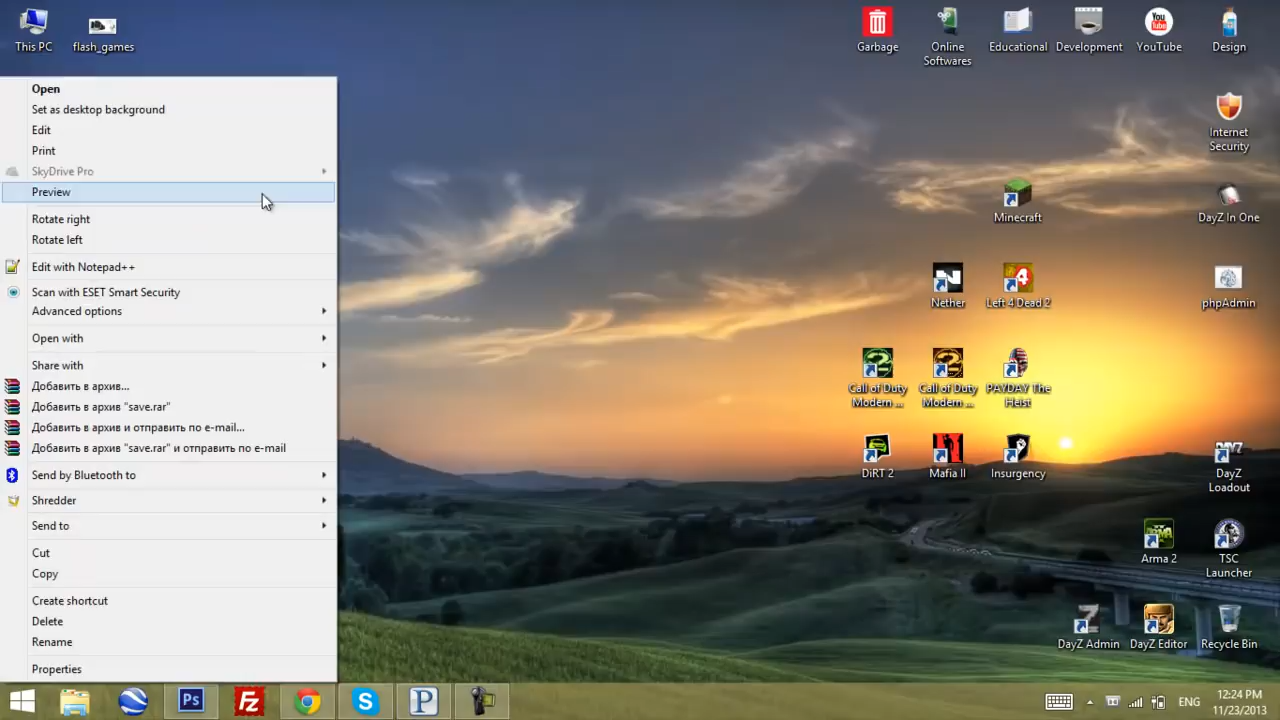 This PC
flash_games
Garbage
Online
Softwares
Educational
Development
You
Tube
YouTube
Design
Open
Set as desktop background
Edit
Print
SkyDrive Pro
Preview
Rotate right
Rotate left
Edit with Notepad++
Scan with ESET Smart Security
Advanced options
Open with
Share with
Добавить в архив...
Добавить в архив "save.rar"
Добавить в архив и отправить по e-mail...
Добавить в архив "save.rar" и отправить по e-mail
Send by Bluetooth to
Shredder
Send to
Cut
Copy
Create shortcut
Delete
Rename
Properties
Internet
Security
Minecraft
DayZ In One
Nether
Left 4 Dead 2
phpAdmin
Call of Duty
Modern ...
Call of Duty
Modern ...
PAYDAY The
Heist
DiRT 2
Mafia II
Insurgency
DayZ
Loadout
Arma 2
TSC
Launcher
DayZ Admin
DayZ Editor
Recycle Bin
Ps
Fz
S
P
ENG
12:24 PM
11/23/2013